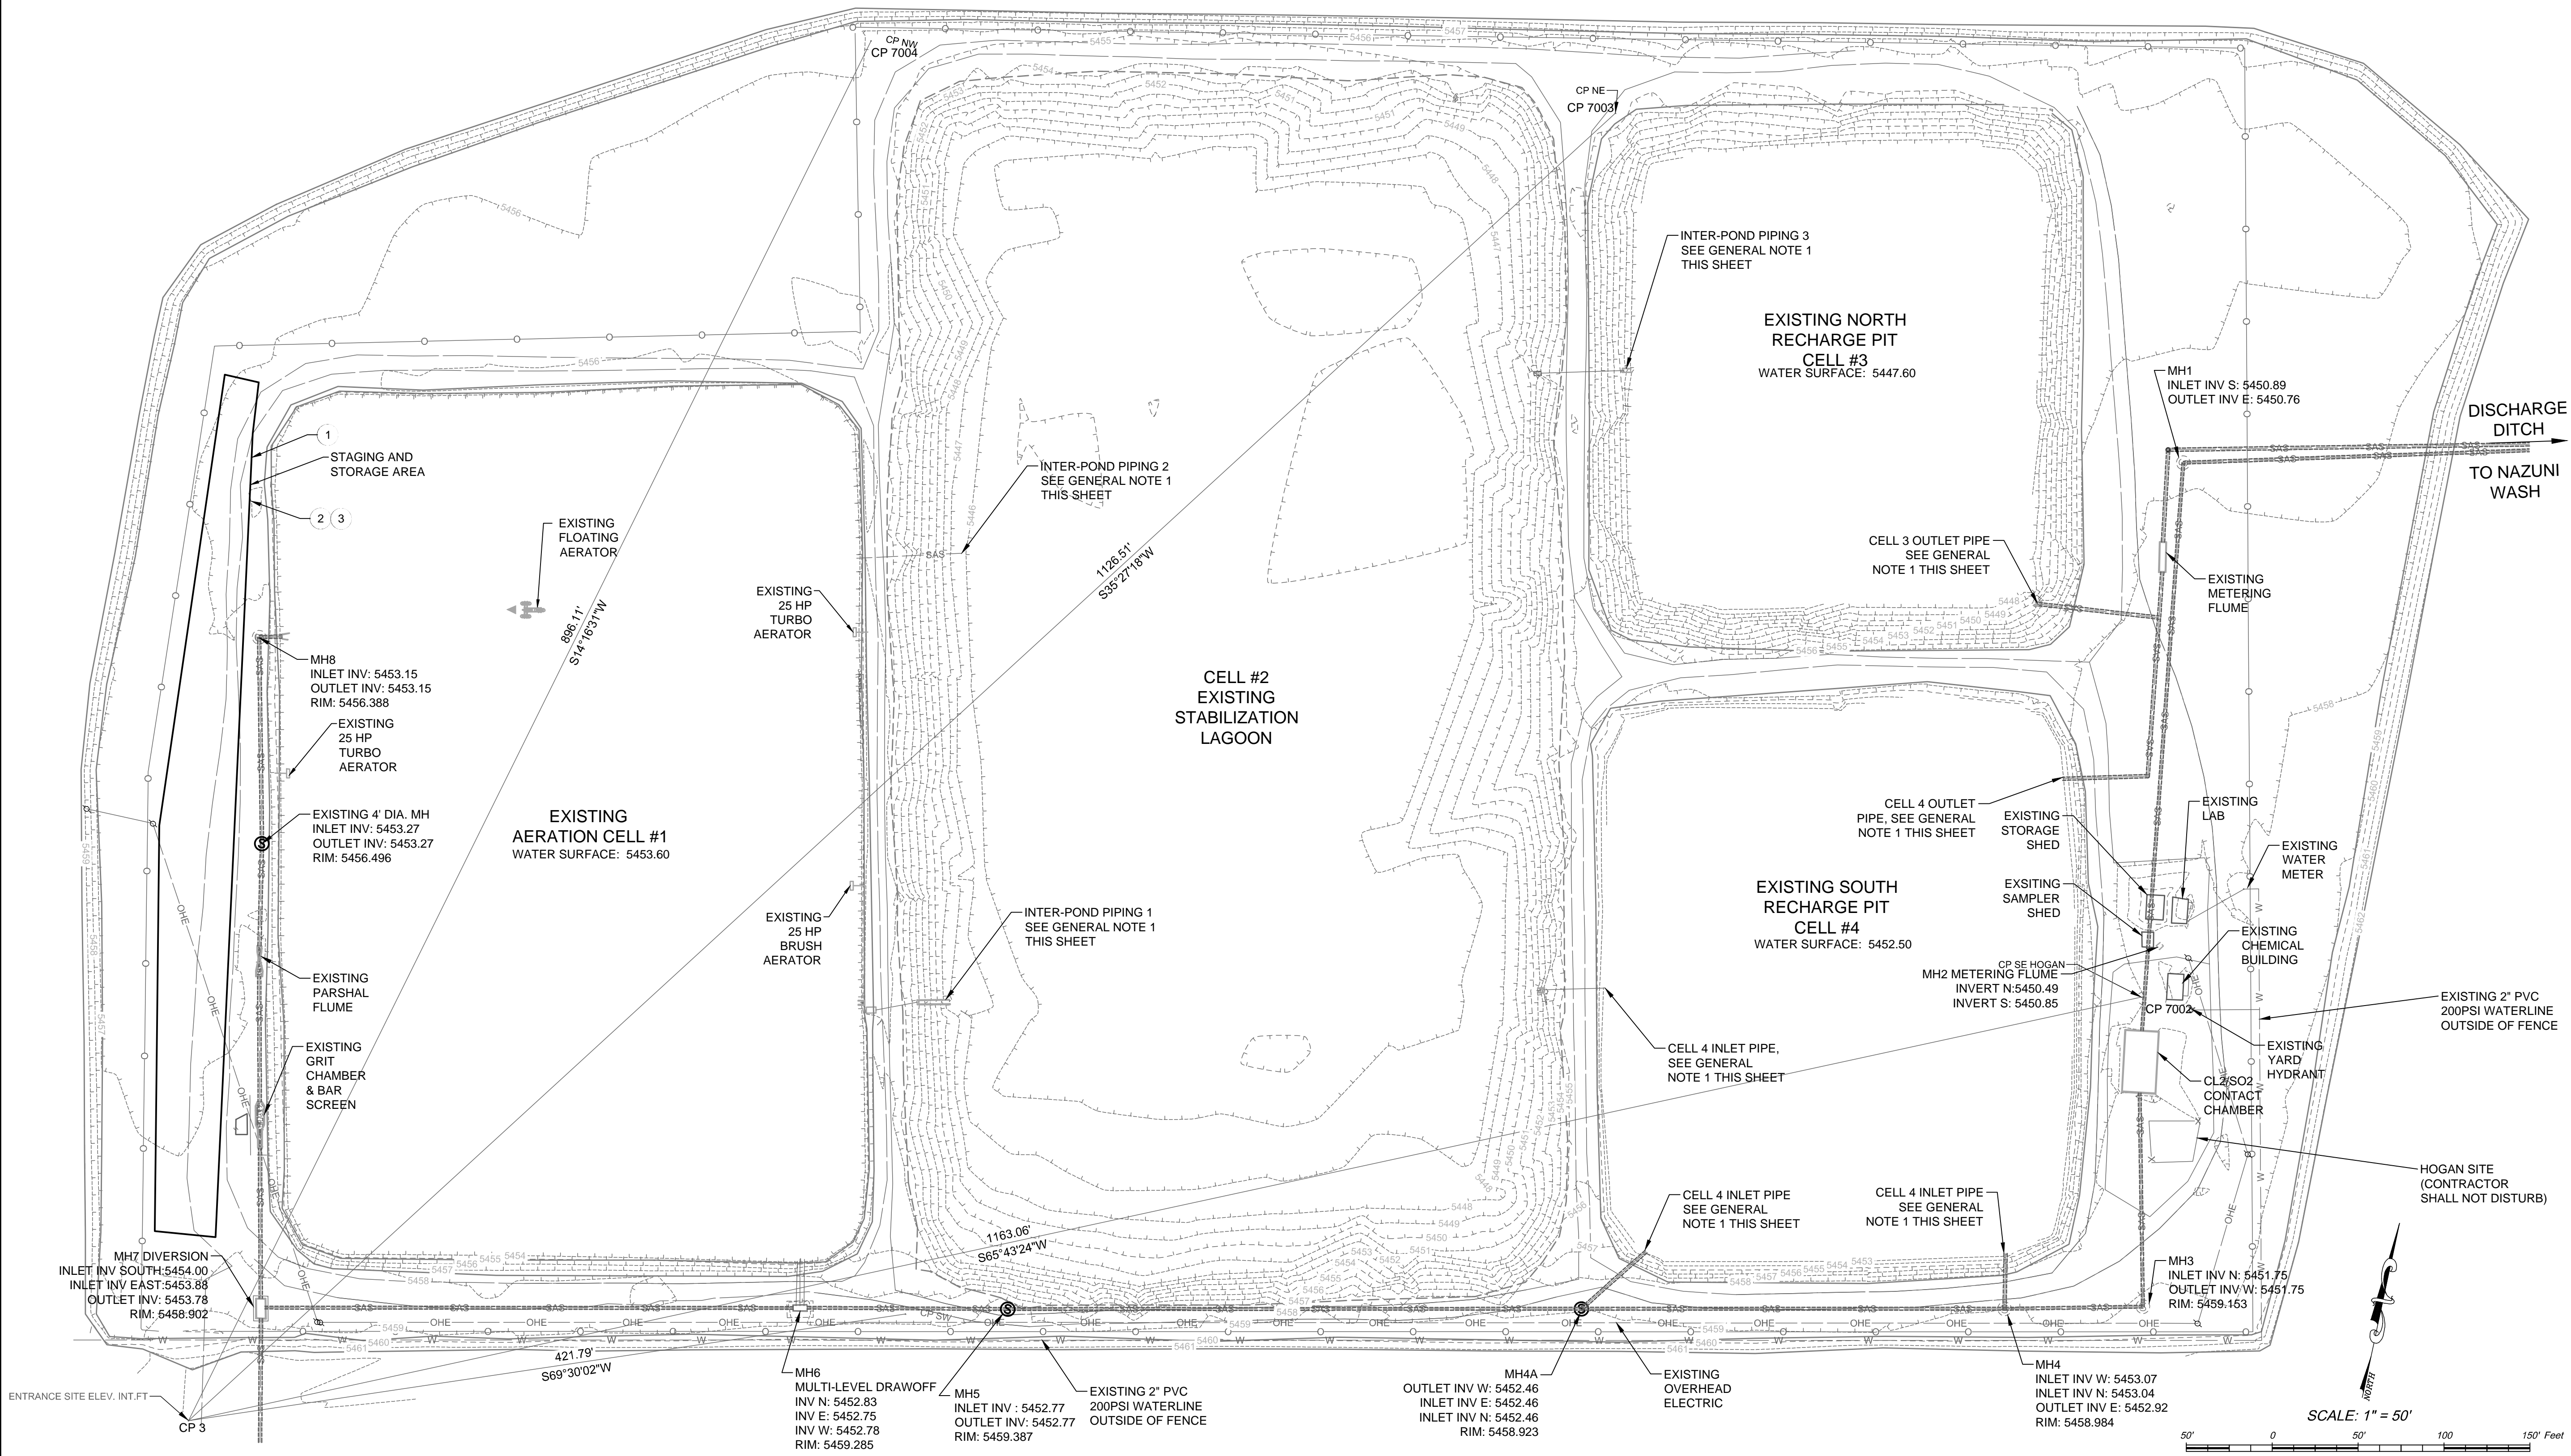 CP NW
CP 7004
5455
5456
5457
5454
5453
5452
5451
5449
5448
5447
CP NE
CP 7003
INTER-POND PIPING 3
SEE GENERAL NOTE 1
THIS SHEET
EXISTING NORTH
RECHARGE PIT
CELL #3
WATER SURFACE: 5447.60
MH1
INLET INV S: 5450.89
OUTLET INV E: 5450.76
DISCHARGE
DITCH
TO NAZUNI
WASH
5456
5456
1
STAGING AND
STORAGE AREA
2 3
EXISTING
FLOATING
AERATOR
INTER-POND PIPING 2
SEE GENERAL NOTE 1
THIS SHEET
SAS
1126.51'
S35°27'18"W
896.11'
S14°16'31"W
EXISTING
25 HP
TURBO
AERATOR
CELL 3 OUTLET PIPE
SEE GENERAL
NOTE 1 THIS SHEET
EXISTING
METERING
FLUME
MH8
INLET INV: 5453.15
OUTLET INV: 5453.15
RIM: 5456.388
EXISTING
25 HP
TURBO
AERATOR
CELL #2
EXISTING
STABILIZATION
LAGOON
EXISTING 4' DIA. MH
INLET INV: 5453.27
OUTLET INV: 5453.27
RIM: 5456.496
EXISTING
AERATION CELL #1
WATER SURFACE: 5453.60
CELL 4 OUTLET
PIPE, SEE GENERAL
NOTE 1 THIS SHEET
EXISTING
STORAGE
SHED
EXISTING
LAB
EXISTING
WATER
METER
EXISTING SOUTH
RECHARGE PIT
CELL #4
WATER SURFACE: 5452.50
EXSITING
SAMPLER
SHED
EXISTING
25 HP
BRUSH
AERATOR
INTER-POND PIPING 1
SEE GENERAL NOTE 1
THIS SHEET
EXISTING
CHEMICAL
BUILDING
CP SE HOGAN
MH2 METERING FLUME
INVERT N:5450.49
INVERT S: 5450.85
CP 7002
EXISTING
PARSHAL
FLUME
EXISTING 2" PVC
200PSI WATERLINE
OUTSIDE OF FENCE
EXISTING
GRIT
CHAMBER
& BAR
SCREEN
CELL 4 INLET PIPE,
SEE GENERAL
NOTE 1 THIS SHEET
EXISTING
YARD
HYDRANT
CL2/SO2
CONTACT
CHAMBER
HOGAN SITE
(CONTRACTOR
SHALL NOT DISTURB)
CELL 4 INLET PIPE
SEE GENERAL
NOTE 1 THIS SHEET
CELL 4 INLET PIPE
SEE GENERAL
NOTE 1 THIS SHEET
1163.06'
S65°43'24"W
MH7 DIVERSION
INLET INV SOUTH:5454.00
INLET INV EAST:5453.88
OUTLET INV: 5453.78
RIM: 5458.902
MH3
INLET INV N: 5451.75
OUTLET INV W: 5451.75
RIM: 5459.153
CP SW
421.79'
S69°30'02"W
ENTRANCE SITE ELEV. INT.FT
CP 3
MH6
MULTI-LEVEL DRAWOFF
INV N: 5452.83
INV E: 5452.75
INV W: 5452.78
RIM: 5459.285
MH5
INLET INV : 5452.77
OUTLET INV: 5452.77
RIM: 5459.387
EXISTING 2" PVC
200PSI WATERLINE
OUTSIDE OF FENCE
MH4A
OUTLET INV W: 5452.46
INLET INV E: 5452.46
INLET INV N: 5452.46
RIM: 5458.923
EXISTING
OVERHEAD
ELECTRIC
MH4
INLET INV W: 5453.07
INLET INV N: 5453.04
OUTLET INV E: 5452.92
RIM: 5458.984
NORTH
SCALE: 1" = 50'
50' 0 50' 100 150' Feet